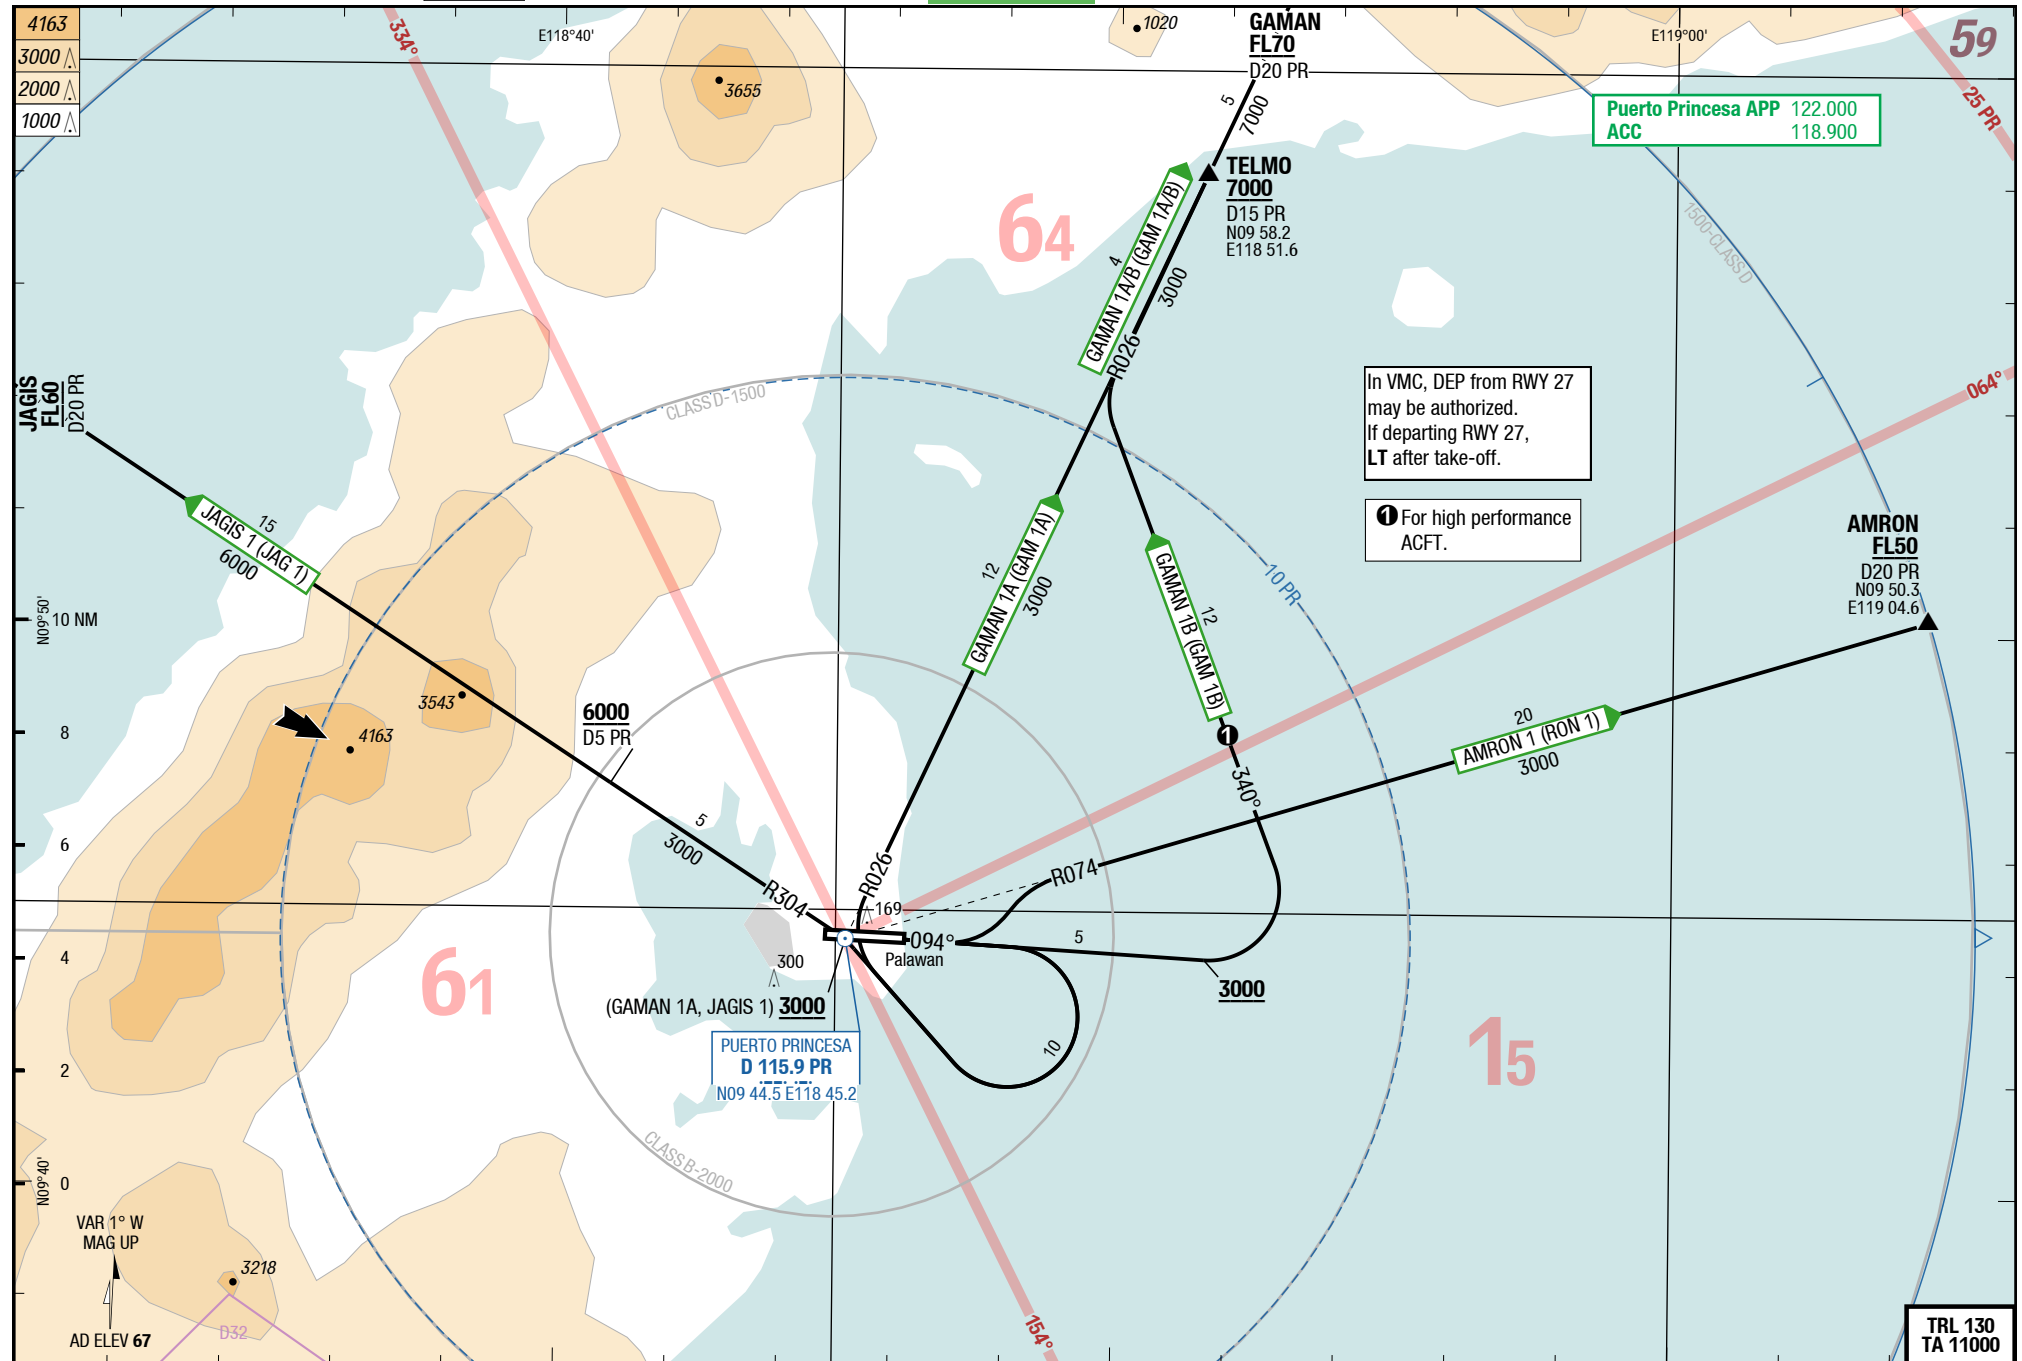 4163
3000
2000
1000
334°
E118°40'
3655
1020
GAMAN
FL70
D20 PR
5
7000
E119°00'
59
25 PR
Puerto Princesa APP 122.000
ACC 118.900
TELMO
7000
D15 PR
N09 58.2
E118 51.6
64
4
GAMAN 1A/B (GAM 1A/B)
3000
R026
1500-CLASS D
JAGIS
FL60
D20 PR
CLASS D-1500
In VMC, DEP from RWY 27
may be authorized.
If departing RWY 27,
LT after take-off.
064°
1 For high performance
ACFT.
15
JAGIS 1 (JAG 1)
6000
12
GAMAN 1A (GAM 1A)
3000
12
GAMAN 1B (GAM 1B)
10 PR
AMRON
FL50
D20 PR
N09 50.3
E119 04.6
N09°50'
10 NM
3543
4163
8
6000
D5 PR
1
340°
20
AMRON 1 (RON 1)
3000
6
5
3000
R304
R026
R074
169
094°
5
Palawan
4
61
300
3000
(GAMAN 1A, JAGIS 1) 3000
10
15
2
PUERTO PRINCESA
D 115.9 PR
N09 44.5 E118 45.2
CLASS B-2000
N09°40'
0
VAR 1° W
MAG UP
3218
D32
AD ELEV 67
154°
TRL 130
TA 11000